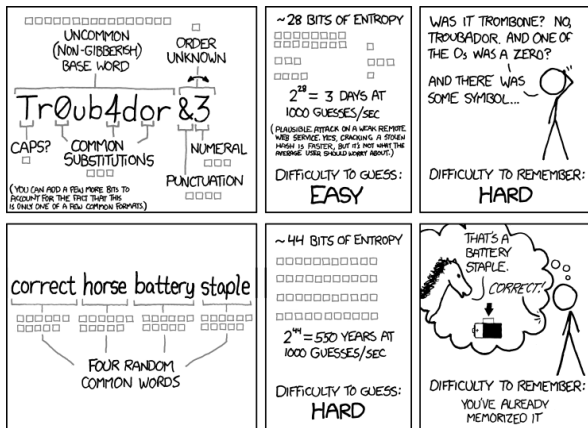 UNCOMMON
(NON-GIBBERISH)
BASE WORD
ORDER
UNKNOWN
Tr0ub4dor &3
CAPS?
COMMON
SUBSTITUTIONS
NUMERAL
PUNCTUATION
(YOU CAN ADD A FEW MORE BITS TO
ACCOUNT FOR THE FACT THAT THIS
IS ONLY ONE OF A FEW COMMON FORMATS.)
~28 BITS OF ENTROPY
2^28 = 3 DAYS AT
1000 GUESSES/SEC
(PLAUSIBLE ATTACK ON A WEAK REMOTE
WEB SERVICE. YES, CRACKING A STOLEN
HASH IS FASTER, BUT IT'S NOT WHAT THE
AVERAGE USER SHOULD WORRY ABOUT.)
DIFFICULTY TO GUESS:
EASY
WAS IT TROMBONE? NO,
TROUBADOR. AND ONE OF
THE Os WAS A ZERO?
AND THERE WAS
SOME SYMBOL...
DIFFICULTY TO REMEMBER:
HARD
correct horse battery staple
FOUR RANDOM
COMMON WORDS
~44 BITS OF ENTROPY
2^44 = 550 YEARS AT
1000 GUESSES/SEC
DIFFICULTY TO GUESS:
HARD
THAT'S A
BATTERY
STAPLE.
CORRECT!
DIFFICULTY TO REMEMBER:
YOU'VE ALREADY
MEMORIZED IT